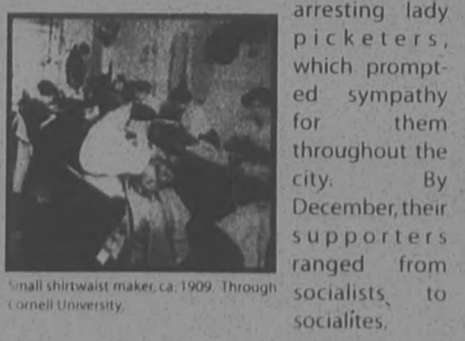 arresting lady
picketers,
which prompt-
ed sympathy
for them
throughout the
city. By
December, their
supporters
ranged from
socialists, to
socialites.
Small shirtwaist maker, ca. 1909. Through
Cornell University.